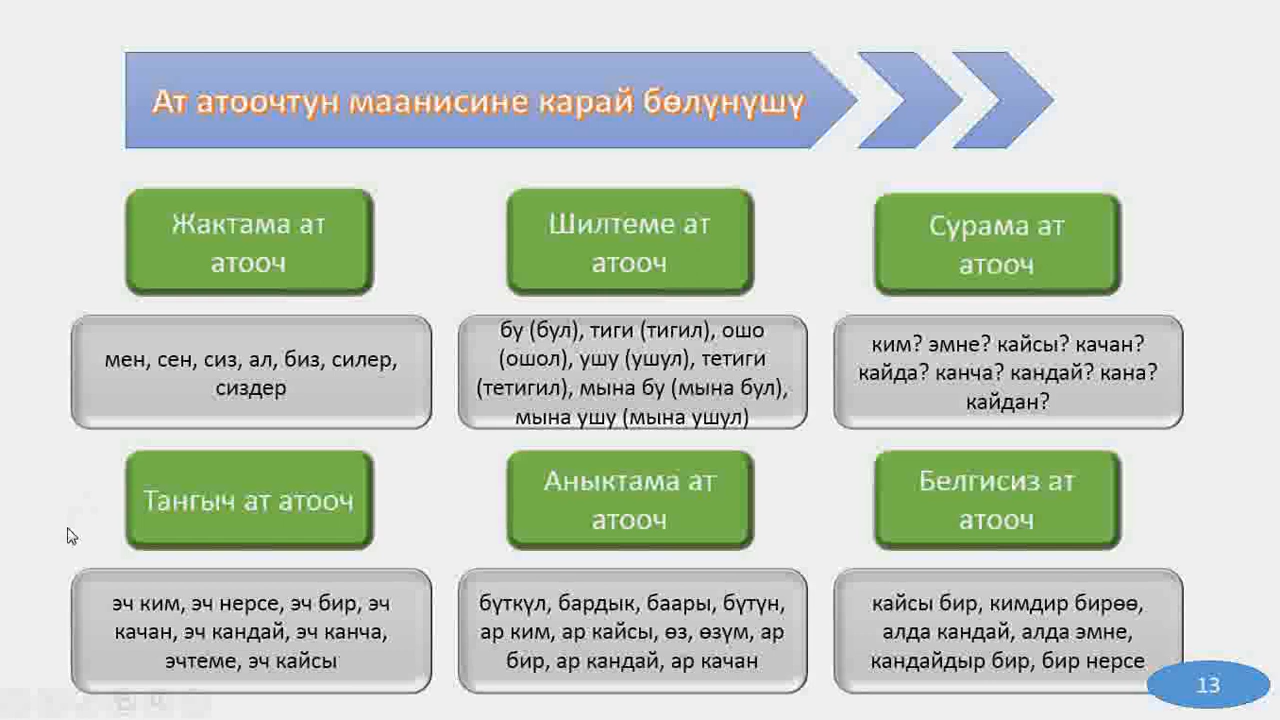 Ат атоочтун маанисине карай бөлүнүшү
Жактама ат
атооч
Шилтеме ат
атооч
Сурама ат
атооч
мен, сен, сиз, ал, биз, силер,
сиздер
бу (бул), тиги (тигил), ошо
(ошол), ушу (ушул), тетиги
(тетигил), мына бу (мына бул),
мына ушу (мына ушул)
ким? эмне? кайсы? качан?
кайда? канча? кандай? кана?
кайдан?
Тангыч ат атооч
Аныктама ат
атооч
Белгисиз ат
атооч
эч ким, эч нерсе, эч бир, эч
качан, эч кандай, эч канча,
эчтеме, эч кайсы
бүткүл, бардык, баары, бүтүн,
ар ким, ар кайсы, өз, өзүм, ар
бир, ар кандай, ар качан
кайсы бир, кимдир бирөө,
алда кандай, алда эмне,
кандайдыр бир, бир нерсе
13